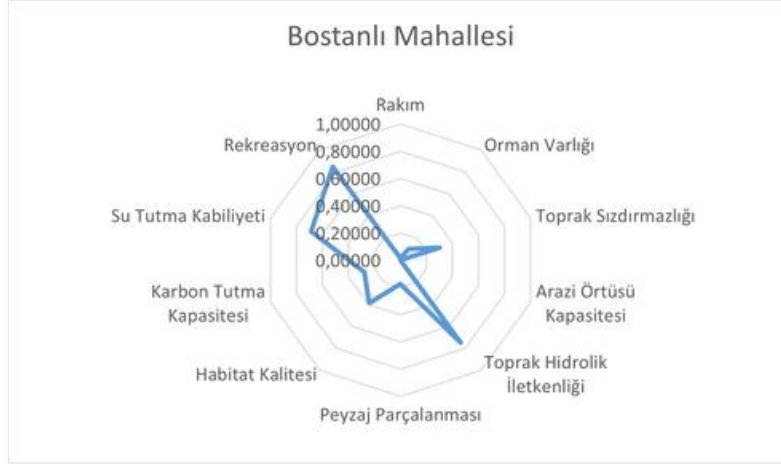 Bostanlı Mahallesi
Rakım
1,00000
Rekreasyon
0,80000
Orman Varlığı
0,60000
Su Tutma Kabiliyeti
0,40000
Toprak Sızdırmazlığı
0,20000
0,00000
Karbon Tutma
Kapasitesi
Arazi Örtüsü
Kapasitesi
Habitat Kalitesi
Toprak Hidrolik
İletkenliği
Peyzaj Parçalanması